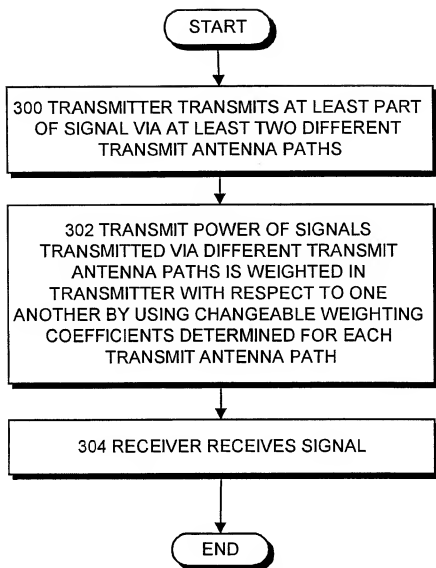 START
300 TRANSMITTER TRANSMITS AT LEAST PART
OF SIGNAL VIA AT LEAST TWO DIFFERENT
TRANSMIT ANTENNA PATHS
302 TRANSMIT POWER OF SIGNALS
TRANSMITTED VIA DIFFERENT TRANSMIT
ANTENNA PATHS IS WEIGHTED IN
TRANSMITTER WITH RESPECT TO ONE
ANOTHER BY USING CHANGEABLE WEIGHTING
COEFFICIENTS DETERMINED FOR EACH
TRANSMIT ANTENNA PATH
304 RECEIVER RECEIVES SIGNAL
END